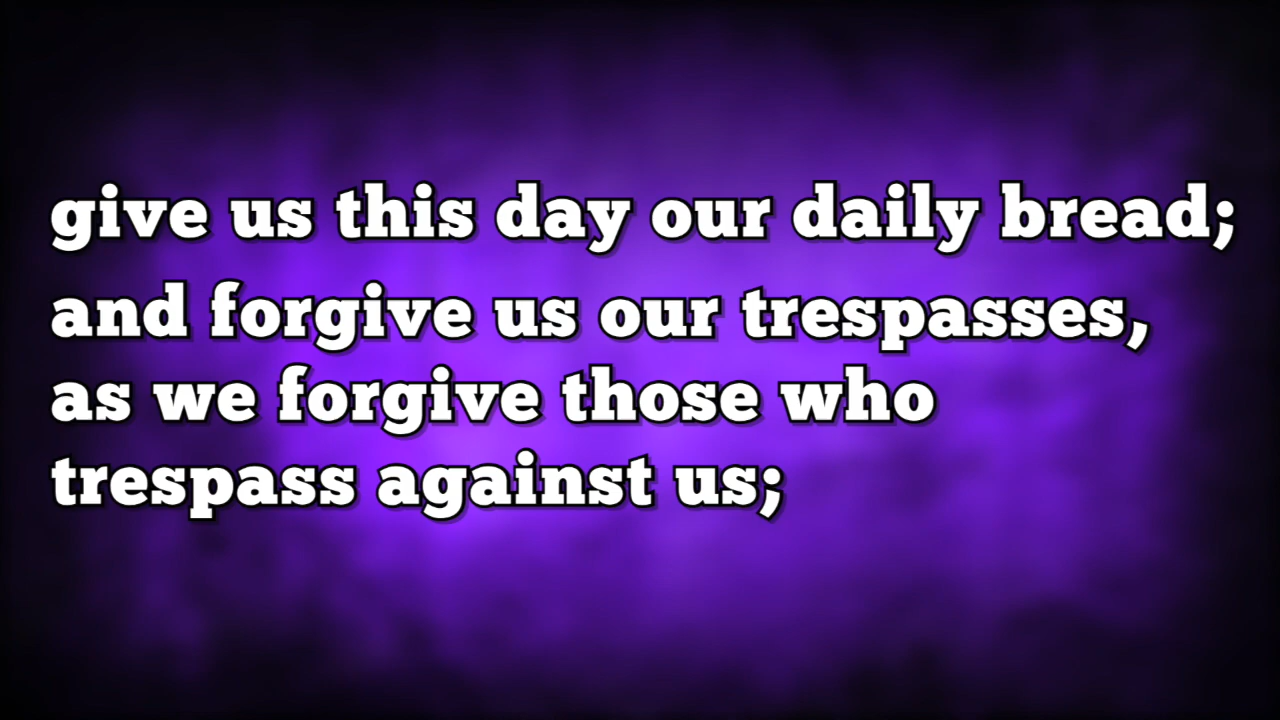 give us this day our daily bread;
and forgive us our trespasses,
as we forgive those who
trespass against us;